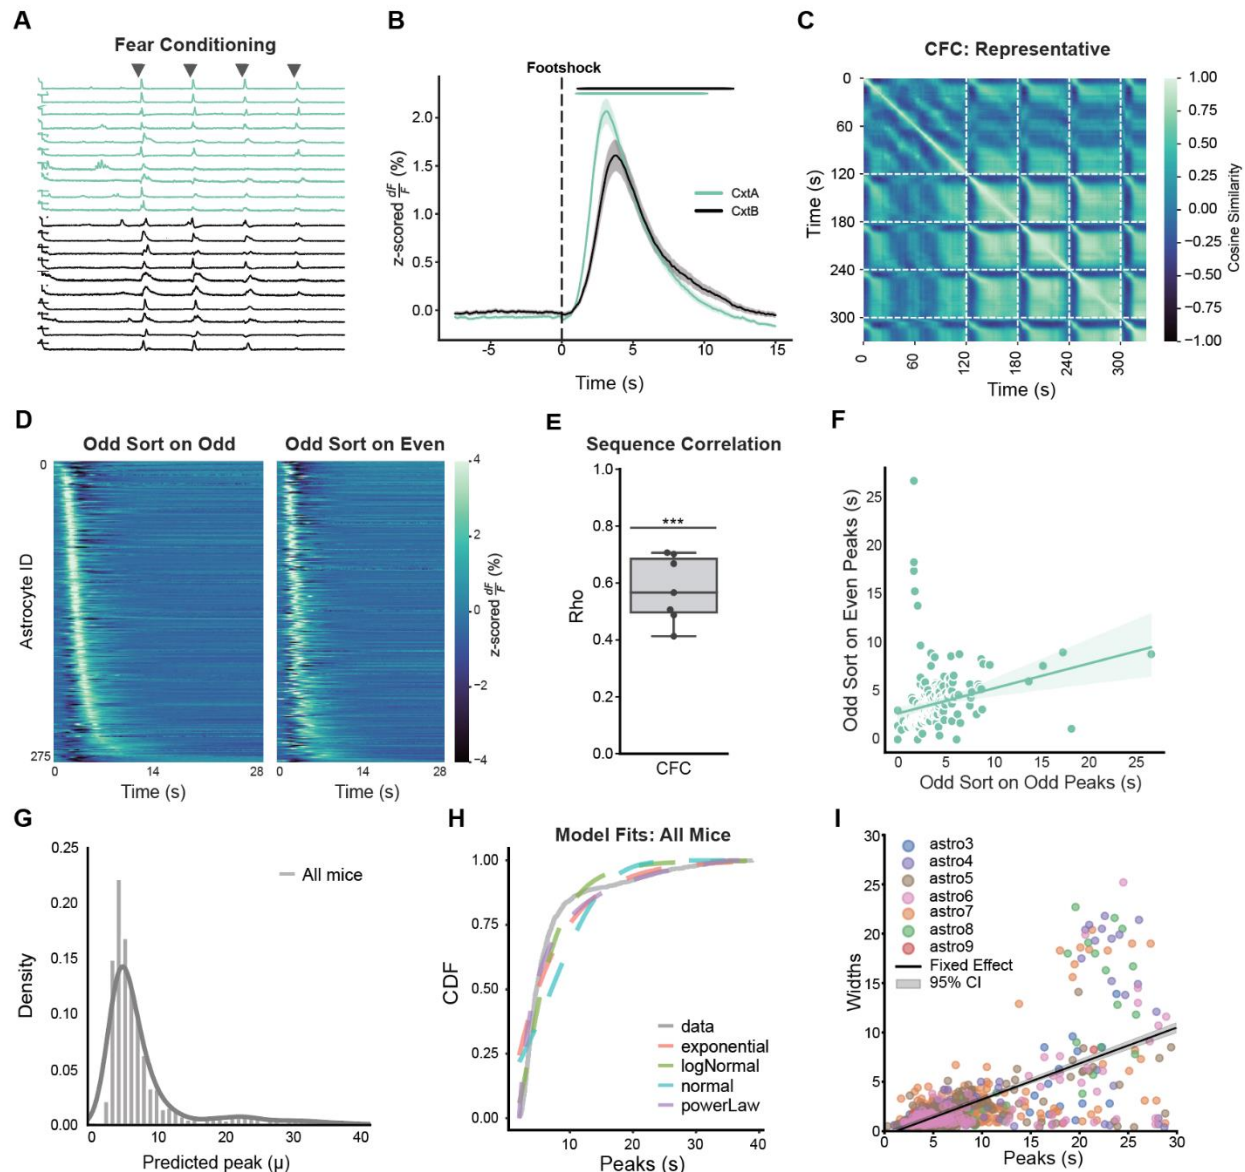 A
Fear Conditioning
B
Footshock
2.0
1.5
1.0
0.5
0.0
z-scored dF/F (%)
CxtA
CxtB
-5
0
5
10
15
Time (s)
C
CFC: Representative
0
60
120
180
240
300
Time (s)
0
60
120
180
240
300
Time (s)
1.00
0.75
0.50
0.25
0.00
−0.25
−0.50
−0.75
−1.00
Cosine Similarity
D
Odd Sort on Odd
Odd Sort on Even
0
275
Astrocyte ID
0
14
28
Time (s)
0
14
28
Time (s)
4
2
0
−2
−4
z-scored dF/F (%)
E
Sequence Correlation
***
1.0
0.8
0.6
0.4
0.2
0.0
Rho
CFC
F
25
20
15
10
5
0
Odd Sort on Even Peaks (s)
0
5
10
15
20
25
Odd Sort on Odd Peaks (s)
G
0.25
0.20
0.15
0.10
0.05
0.00
Density
All mice
0
10
20
30
40
Predicted peak (μ)
H
Model Fits: All Mice
1.00
0.75
0.50
0.25
0.00
CDF
data
exponential
logNormal
normal
powerLaw
10
20
30
40
Peaks (s)
I
30
25
20
15
10
5
0
Widths
astro3
astro4
astro5
astro6
astro7
astro8
astro9
Fixed Effect
95% CI
0
5
10
15
20
25
30
Peaks (s)